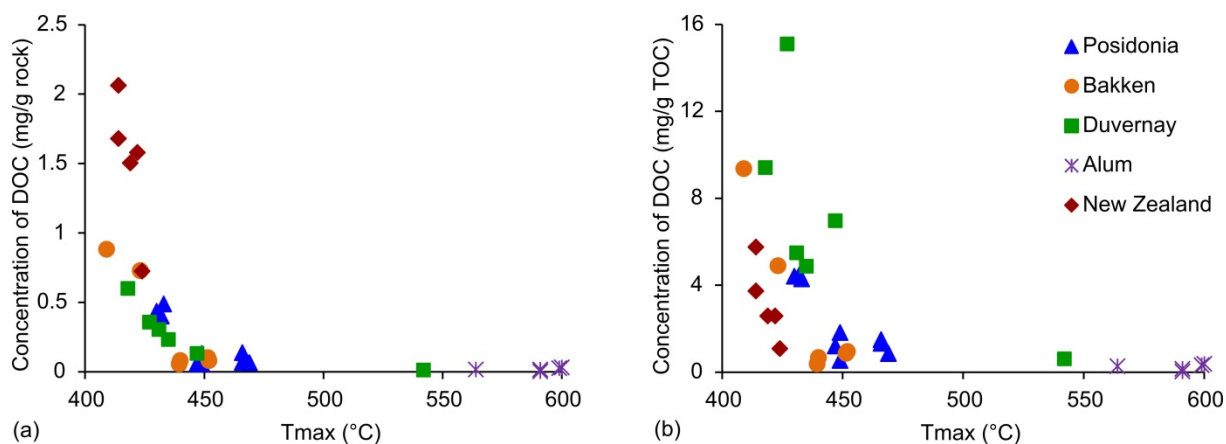 Concentration of DOC (mg/g rock)
2.5
2
1.5
1
0.5
0
400
450
500
550
600
Tmax (°C)
(a)
Concentration of DOC (mg/g TOC)
16
12
8
4
0
400
450
500
550
600
Tmax (°C)
(b)
Posidonia
Bakken
Duvernay
Alum
New Zealand